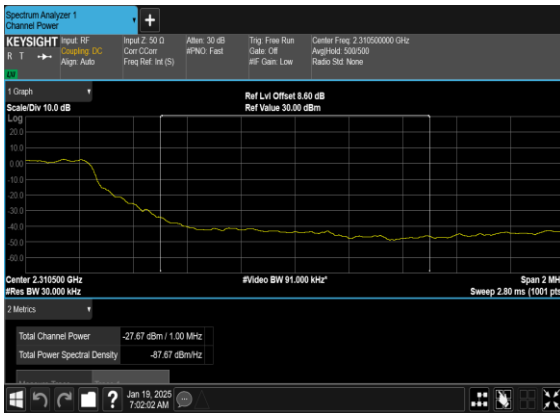 Spectrum Analyzer 1
Channel Power
KEYSIGHT
R T
Input: RF
Coupling: DC
Align: Auto
Input Z: 50 Ω
Corr CCorr
Freq Ref: Int (S)
Atten: 30 dB
#PNO: Fast
Trig: Free Run
Gate: Off
#IF Gain: Low
Center Freq: 2.310500000 GHz
Avg|Hold: 500/500
Radio Std: None
1 Graph
Scale/Div 10.0 dB
Ref Lvl Offset 8.60 dB
Ref Value 30.00 dBm
Log
20.0
10.0
0.00
-10.0
-20.0
-30.0
-40.0
-50.0
-60.0
Center 2.310500 GHz
#Res BW 30.000 kHz
#Video BW 91.000 kHz*
Span 2 MH
Sweep 2.80 ms (1001 pts
2 Metrics
Total Channel Power -27.67 dBm / 1.00 MHz
Total Power Spectral Density -87.67 dBm/Hz
?
Jan 19, 2025
7:02:02 AM